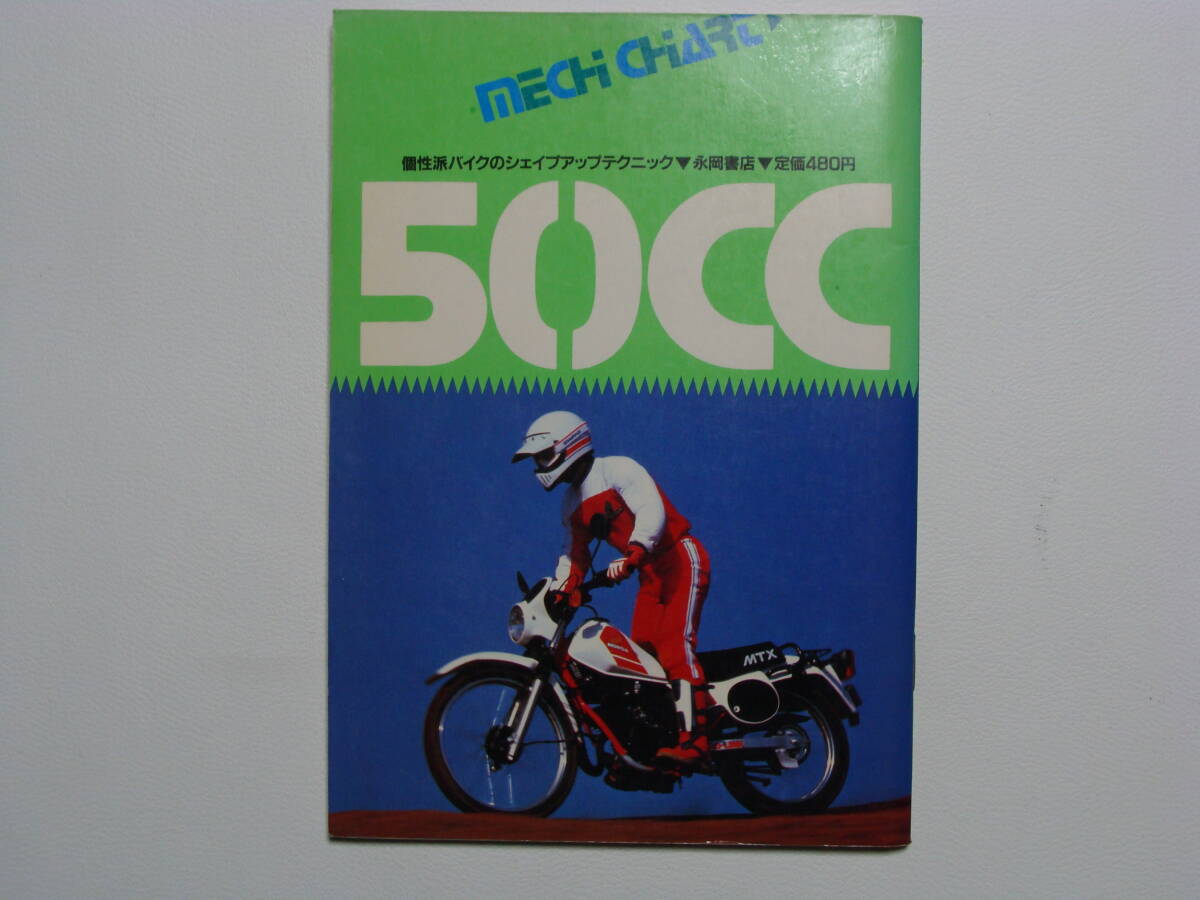 MECHi CHiART
個性派バイクのシェイプアップテクニック▼永岡書店▼定価480円
50CC
MTX